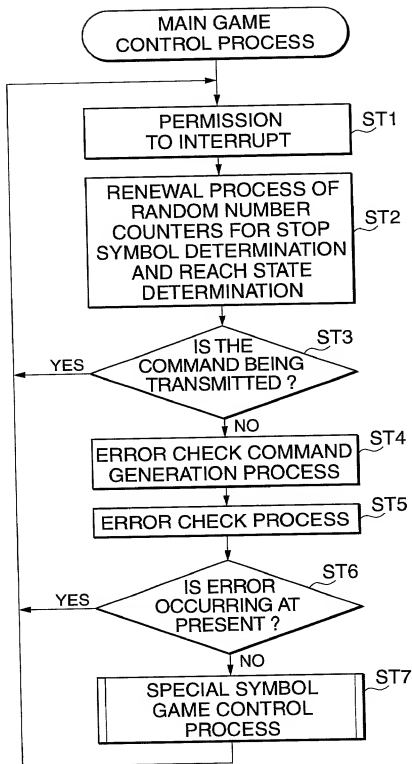 MAIN GAME
CONTROL PROCESS
PERMISSION
TO INTERRUPT
ST1
RENEWAL PROCESS OF
RANDOM NUMBER
COUNTERS FOR STOP
SYMBOL DETERMINATION
AND REACH STATE
DETERMINATION
ST2
IS THE
COMMAND BEING
TRANSMITTED ?
ST3
YES
NO
ERROR CHECK COMMAND
GENERATION PROCESS
ST4
ERROR CHECK PROCESS
ST5
IS ERROR
OCCURRING AT
PRESENT ?
ST6
YES
NO
SPECIAL SYMBOL
GAME CONTROL
PROCESS
ST7